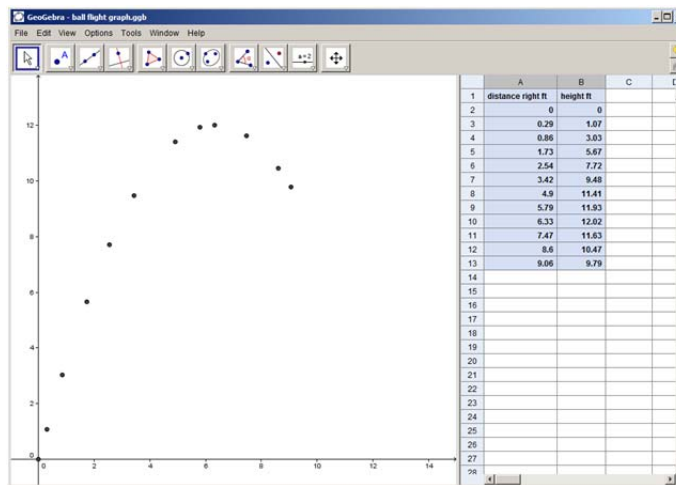 GeoGebra - ball flight graph.ggb
File Edit View Options Tools Window Help
A
a=2
12
10
8
6
4
2
0
0 2 4 6 8 10 12 14
A B C D
1 distance right ft height ft
2 0 0
3 0.29 1.07
4 0.86 3.03
5 1.73 5.67
6 2.54 7.72
7 3.42 9.48
8 4.9 11.41
9 5.79 11.93
10 6.33 12.02
11 7.47 11.63
12 8.6 10.47
13 9.06 9.79
14
15
16
17
18
19
20
21
22
23
24
25
26
27
28